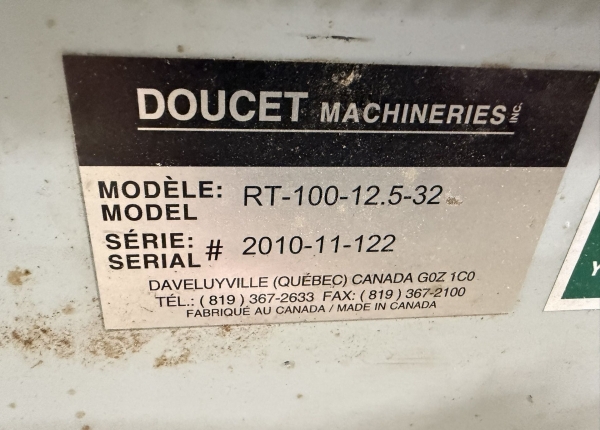 DOUCET MACHINERIES INC.
MODÈLE: RT-100-12.5-32
MODEL
SÉRIE: # 2010-11-122
SERIAL
DAVELUYVILLE (QUÉBEC) CANADA G0Z 1C0
TÉL.: ( 819 ) 367-2633 FAX: ( 819 ) 367-2100
FABRIQUÉ AU CANADA / MADE IN CANADA
Y